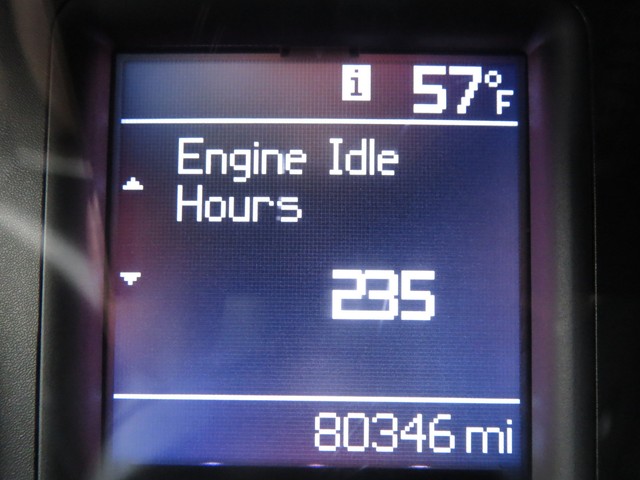 i 57°F
Engine Idle
Hours
235
80346 mi